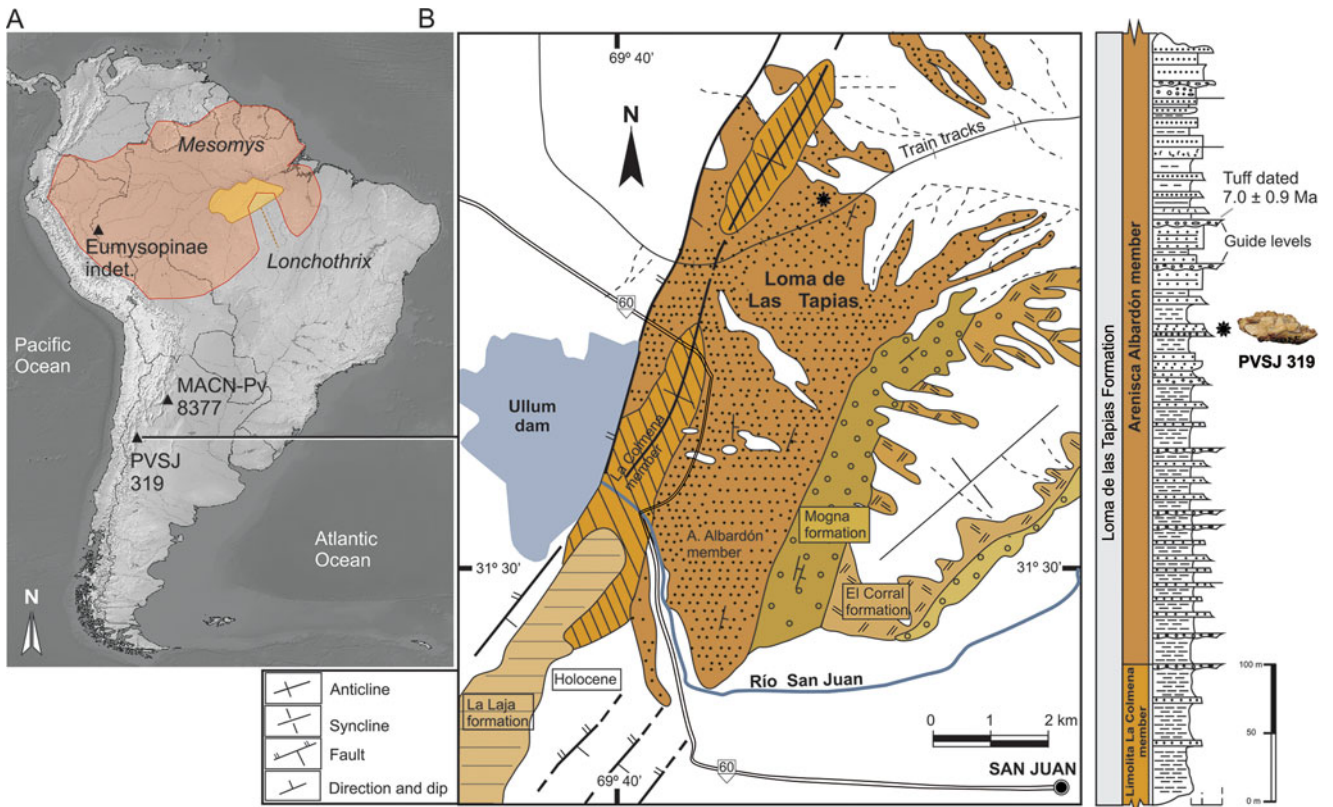 A
Mesomys
Eumysopinae
indet.
Lonchothrix
Pacific
Ocean
MACN-Pv
8377
PVSJ
319
Atlantic
Ocean
N
Anticline
Syncline
Fault
Direction and dip
B
69º 40'
N
Train tracks
60
Loma de
Las Tapias
Ullum
dam
La Colmena
member
Mogna
formation
A. Albardón
member
31º 30'
31º 30'
El Corral
formation
Río San Juan
Holocene
La Laja
formation
0 1 2 km
69º 40'
60
SAN JUAN
Loma de las Tapias Formation
Arenisca Albardón member
Limolita La Colmena
member
Tuff dated
7.0 ± 0.9 Ma
Guide levels
PVSJ 319
100 m
50
0 m